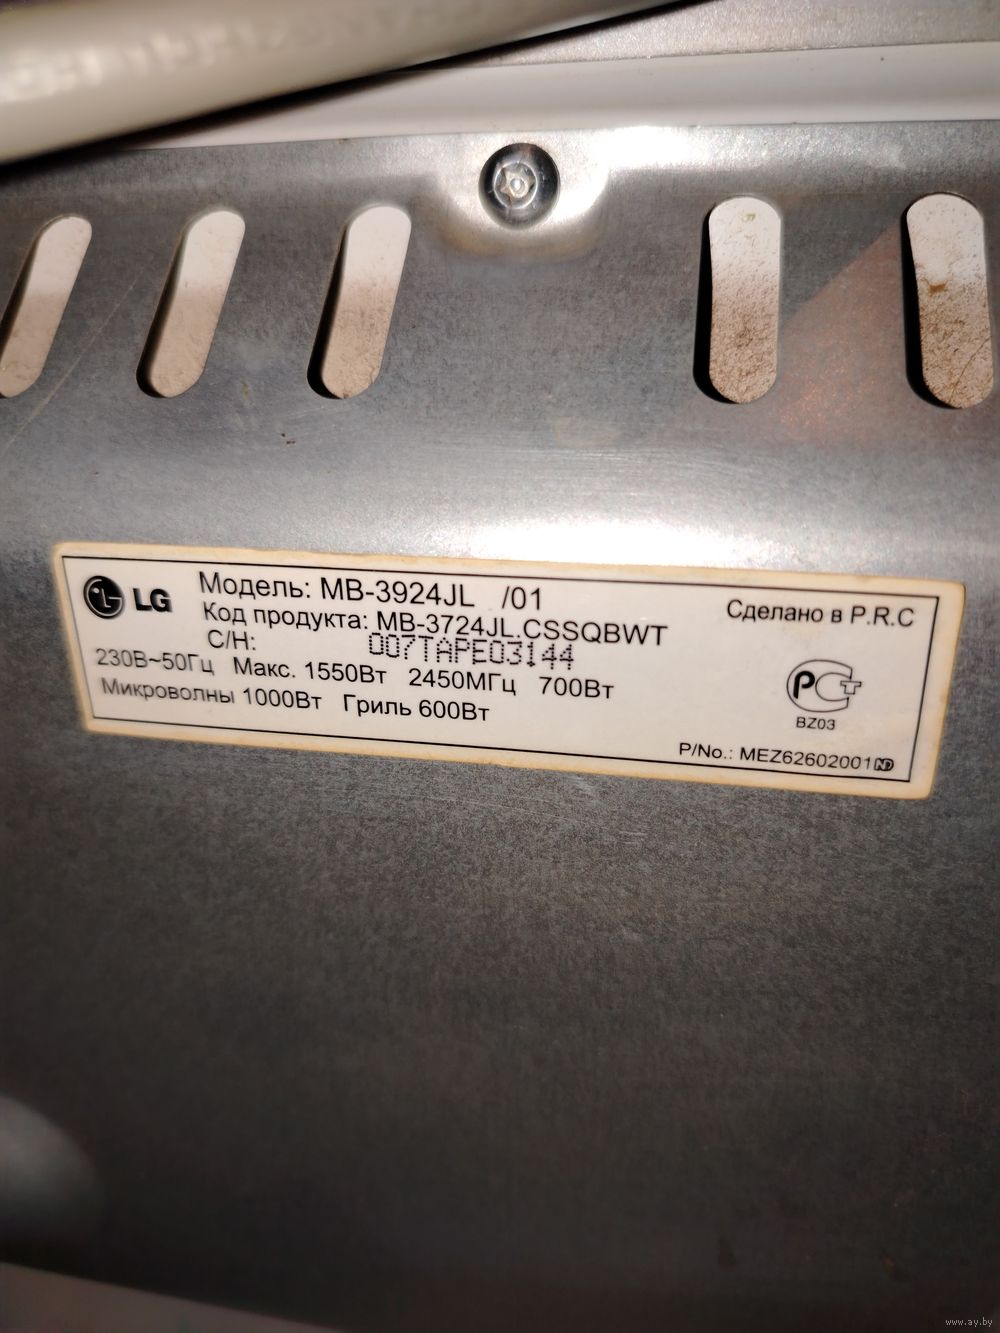 LG
Модель: MB-3924JL /01
Код продукта: MB-3724JL.CSSQBWT
С/Н: 007TAPE03144
230В~50Гц Макс. 1550Вт 2450МГц 700Вт
Микроволны 1000Вт Гриль 600Вт
Сделано в P.R.C
РСТ
BZ03
P/No.: MEZ62602001
www.ay.by